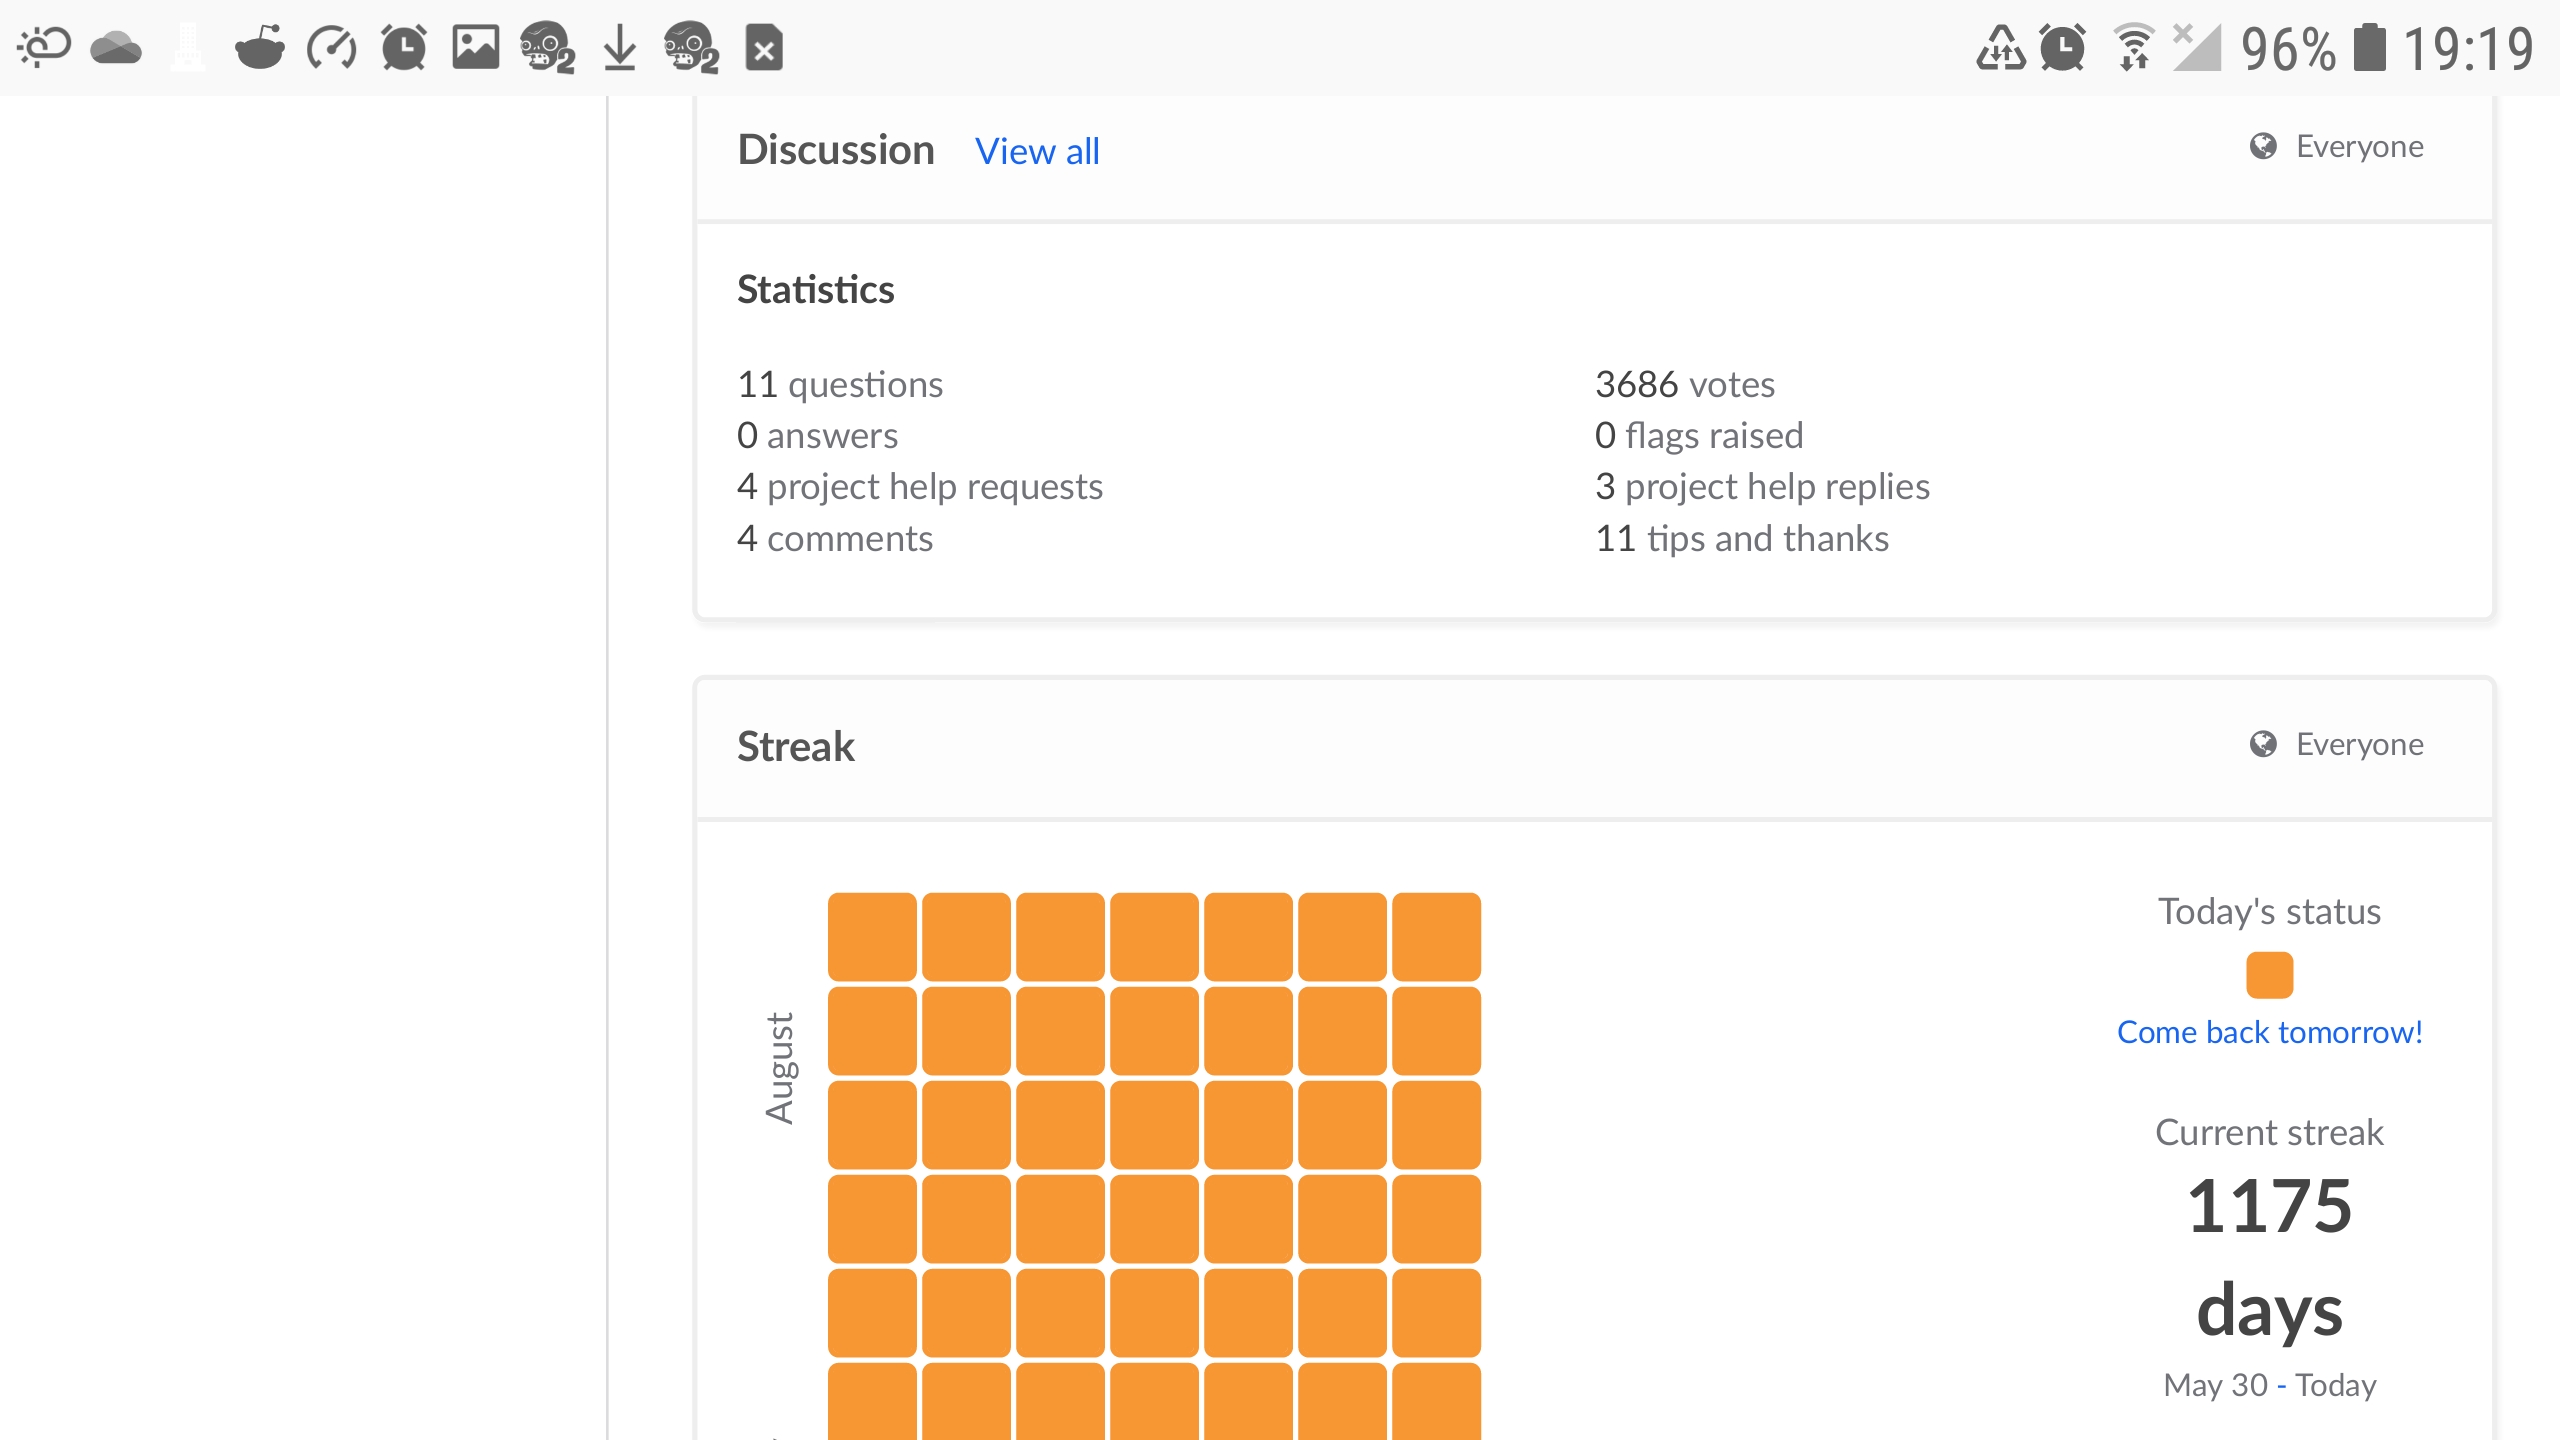 96% 19:19
Discussion View all Everyone
Statistics
11 questions 3686 votes
0 answers 0 flags raised
4 project help requests 3 project help replies
4 comments 11 tips and thanks
Streak Everyone
August
Today's status
Come back tomorrow!
Current streak
1175
days
May 30 - Today